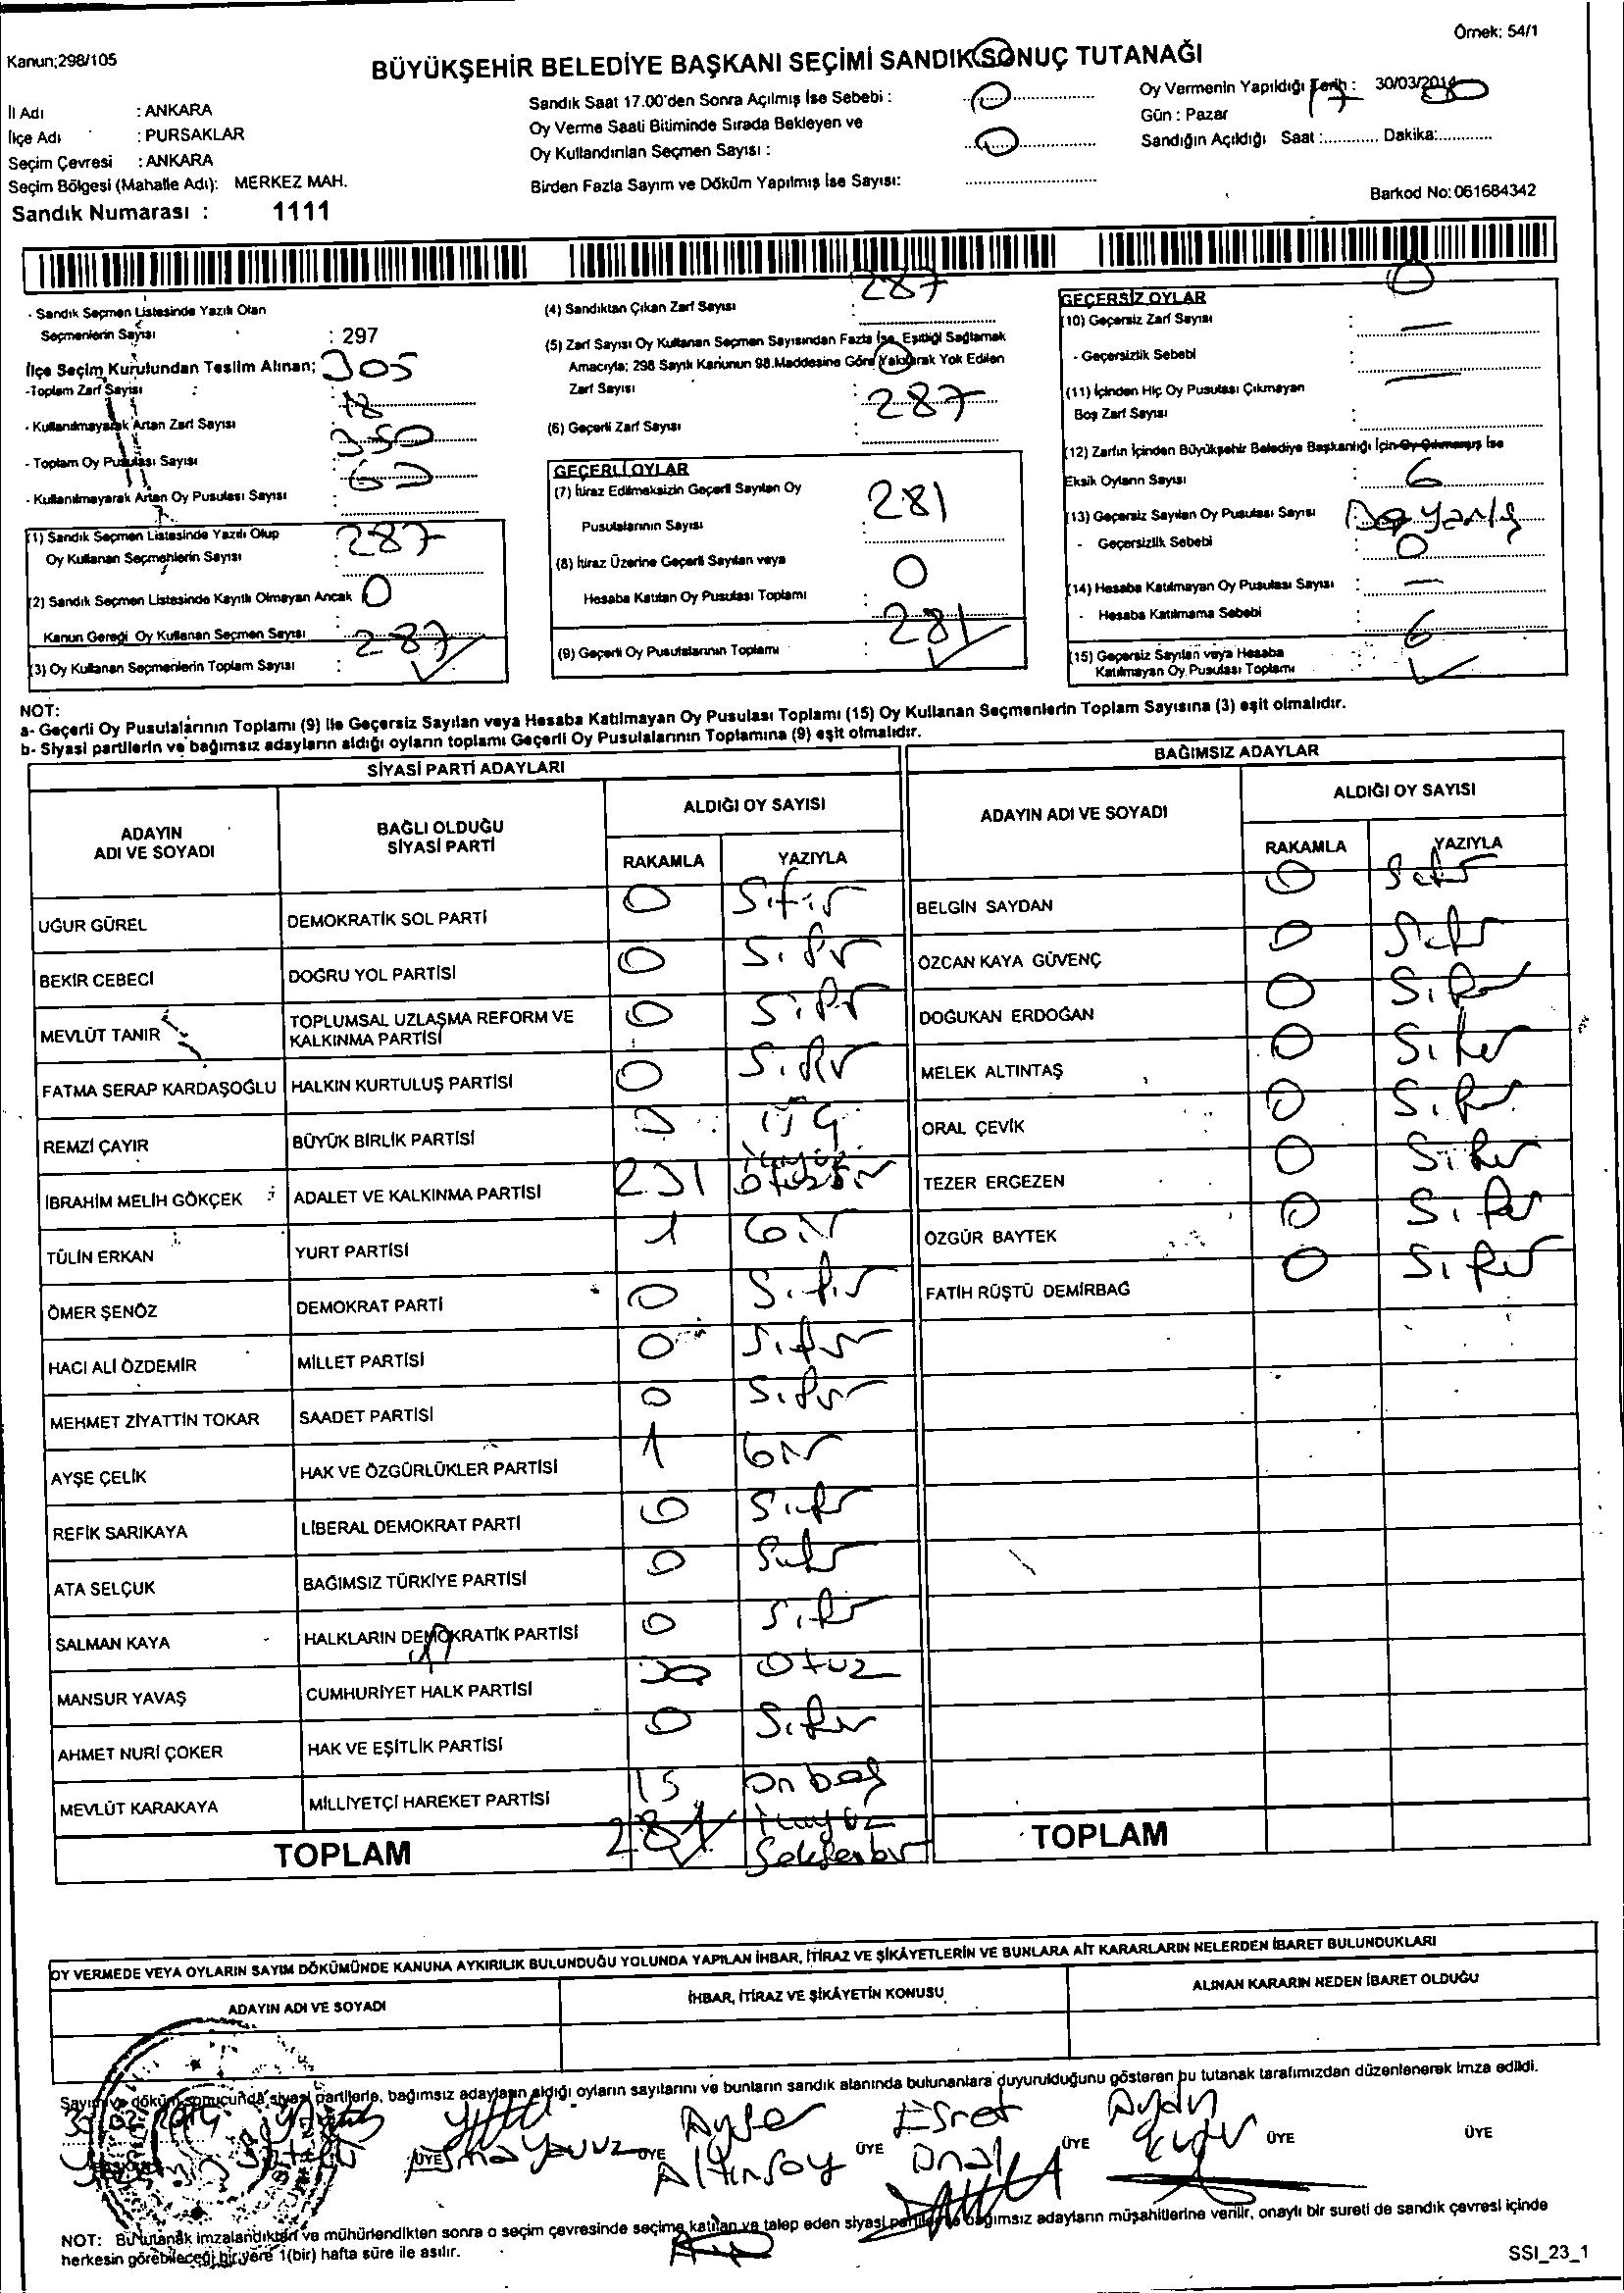 Örnek: 54/1
Kanun;298/105
BÜYÜKŞEHİR BELEDİYE BAŞKANI SEÇİMİ SANDIK SONUÇ TUTANAĞI
İl Adı : ANKARA
İlçe Adı : PURSAKLAR
Seçim Çevresi : ANKARA
Seçim Bölgesi (Mahalle Adı): MERKEZ MAH.
Sandık Numarası : 1111
Sandık Saat 17.00'den Sonra Açılmış İse Sebebi : 0
Oy Verme Saati Bitiminde Sırada Bekleyen ve
Oy Kullandırılan Seçmen Sayısı : 0
Birden Fazla Sayım ve Döküm Yapılmış İse Sayısı:
Oy Vermenin Yapıldığı Tarih : 30/03/2014
Gün : Pazar
Sandığın Açıldığı Saat : 17 Dakika: 00
Barkod No: 061684342
- Sandık Seçmen Listesinde Yazılı Olan
Seçmenlerin Sayısı : 297
İlçe Seçim Kurulundan Teslim Alınan;
-Toplam Zarf Sayısı : 305
- Kullanılmayarak Artan Zarf Sayısı 18
- Toplam Oy Pusulası Sayısı 350
- Kullanılmayarak Artan Oy Pusulası Sayısı : 63
(1) Sandık Seçmen Listesinde Yazılı Olup
Oy Kullanan Seçmenlerin Sayısı : 287
(2) Sandık Seçmen Listesinde Kayıtlı Olmayan Ancak
Kanun Gereği Oy Kullanan Seçmen Sayısı : 0
(3) Oy Kullanan Seçmenlerin Toplam Sayısı : 287
(4) Sandıktan Çıkan Zarf Sayısı : 287
(5) Zarf Sayısı Oy Kullanan Seçmen Sayısından Fazla İse, Eşitliği Sağlamak
Amacıyla; 298 Sayılı Kanunun 98.Maddesine Göre Yakılarak Yok Edilen
Zarf Sayısı : 0
(6) Geçerli Zarf Sayısı : 287
GEÇERLİ OYLAR
(7) İtiraz Edilmeksizin Geçerli Sayılan Oy
Pusulalarının Sayısı : 281
(8) İtiraz Üzerine Geçerli Sayılan veya
Hesaba Katılan Oy Pusulası Toplamı : 0
(9) Geçerli Oy Pusulalarının Toplamı : 281
GEÇERSİZ OYLAR
(10) Geçersiz Zarf Sayısı : 0
- Geçersizlik Sebebi : —
(11) İçinden Hiç Oy Pusulası Çıkmayan
Boş Zarf Sayısı : —
(12) Zarfın İçinden Büyükşehir Belediye Başkanlığı İçin Oy Çıkmamış İse
Eksik Oyların Sayısı :
(13) Geçersiz Sayılan Oy Pusulası Sayısı : 6
- Geçersizlik Sebebi :
(14) Hesaba Katılmayan Oy Pusulası Sayısı : 0
- Hesaba Katılmama Sebebi : —
(15) Geçersiz Sayılan veya Hesaba
Katılmayan Oy Pusulası Toplamı : 6
NOT:
a- Geçerli Oy Pusulalarının Toplamı (9) ile Geçersiz Sayılan veya Hesaba Katılmayan Oy Pusulası Toplamı (15) Oy Kullanan Seçmenlerin Toplam Sayısına (3) eşit olmalıdır.
b- Siyasi partilerin ve bağımsız adayların aldığı oyların toplamı Geçerli Oy Pusulalarının Toplamına (9) eşit olmalıdır.
SİYASİ PARTİ ADAYLARI
ADAYIN ADI VE SOYADI BAĞLI OLDUĞU SİYASİ PARTİ ALDIĞI OY SAYISI
RAKAMLA YAZIYLA
UĞUR GÜREL DEMOKRATİK SOL PARTİ 0 Sıfır
BEKİR CEBECİ DOĞRU YOL PARTİSİ 0 Sıfır
MEVLÜT TANIR TOPLUMSAL UZLAŞMA REFORM VE KALKINMA PARTİSİ 0 Sıfır
FATMA SERAP KARDAŞOĞLU HALKIN KURTULUŞ PARTİSİ 0 Sıfır
REMZİ ÇAYIR BÜYÜK BİRLİK PARTİSİ 3 üç
İBRAHİM MELİH GÖKÇEK ADALET VE KALKINMA PARTİSİ 231 ikiyüz otuzbir
TÜLİN ERKAN YURT PARTİSİ 1 bir
ÖMER ŞENÖZ DEMOKRAT PARTİ 0 Sıfır
HACI ALİ ÖZDEMİR MİLLET PARTİSİ 0 Sıfır
MEHMET ZİYATTİN TOKAR SAADET PARTİSİ 0 Sıfır
AYŞE ÇELİK HAK VE ÖZGÜRLÜKLER PARTİSİ 1 bir
REFİK SARIKAYA LİBERAL DEMOKRAT PARTİ 0 Sıfır
ATA SELÇUK BAĞIMSIZ TÜRKİYE PARTİSİ 0 Sıfır
SALMAN KAYA HALKLARIN DEMOKRATİK PARTİSİ 0 Sıfır
MANSUR YAVAŞ CUMHURİYET HALK PARTİSİ 30 Otuz
AHMET NURİ ÇOKER HAK VE EŞİTLİK PARTİSİ 0 Sıfır
MEVLÜT KARAKAYA MİLLİYETÇİ HAREKET PARTİSİ 15 Onbeş
TOPLAM 281 ikiyüz Seksenbir
BAĞIMSIZ ADAYLAR
ADAYIN ADI VE SOYADI ALDIĞI OY SAYISI
RAKAMLA YAZIYLA
BELGİN SAYDAN 0 Sıfır
ÖZCAN KAYA GÜVENÇ 0 Sıfır
DOĞUKAN ERDOĞAN 0 Sıfır
MELEK ALTINTAŞ 0 Sıfır
ORAL ÇEVİK 0 Sıfır
TEZER ERGEZEN 0 Sıfır
ÖZGÜR BAYTEK 0 Sıfır
FATİH RÜŞTÜ DEMİRBAĞ 0 Sıfır
TOPLAM
OY VERMEDE VEYA OYLARIN SAYIM DÖKÜMÜNDE KANUNA AYKIRILIK BULUNDUĞU YOLUNDA YAPILAN İHBAR, İTİRAZ VE ŞİKÂYETLERİN VE BUNLARA AİT KARARLARIN NELERDEN İBARET BULUNDUKLARI
ADAYIN ADI VE SOYADI İHBAR, İTİRAZ VE ŞİKÂYETİN KONUSU ALINAN KARARIN NEDEN İBARET OLDUĞU
Sayım ve döküm sonucunda siyasi partilerle, bağımsız adayların aldığı oyların sayılarını ve bunların sandık alanında bulunanlara duyurulduğunu gösteren bu tutanak tarafımızdan düzenlenerek imza edildi.
Ayşe Esret Aydın
ÜYE ÜYE ÜYE ÜYE ÜYE ÜYE
Altınsoy Önal
NOT: Bu tutanak imzalandıktan ve mühürlendikten sonra o seçim çevresinde seçime katılan ve talep eden siyasi partiler ve bağımsız adayların müşahitlerine verilir, onaylı bir sureti de sandık çevresi içinde
herkesin görebileceği bir yere 1(bir) hafta süre ile asılır.
SSI_23_1